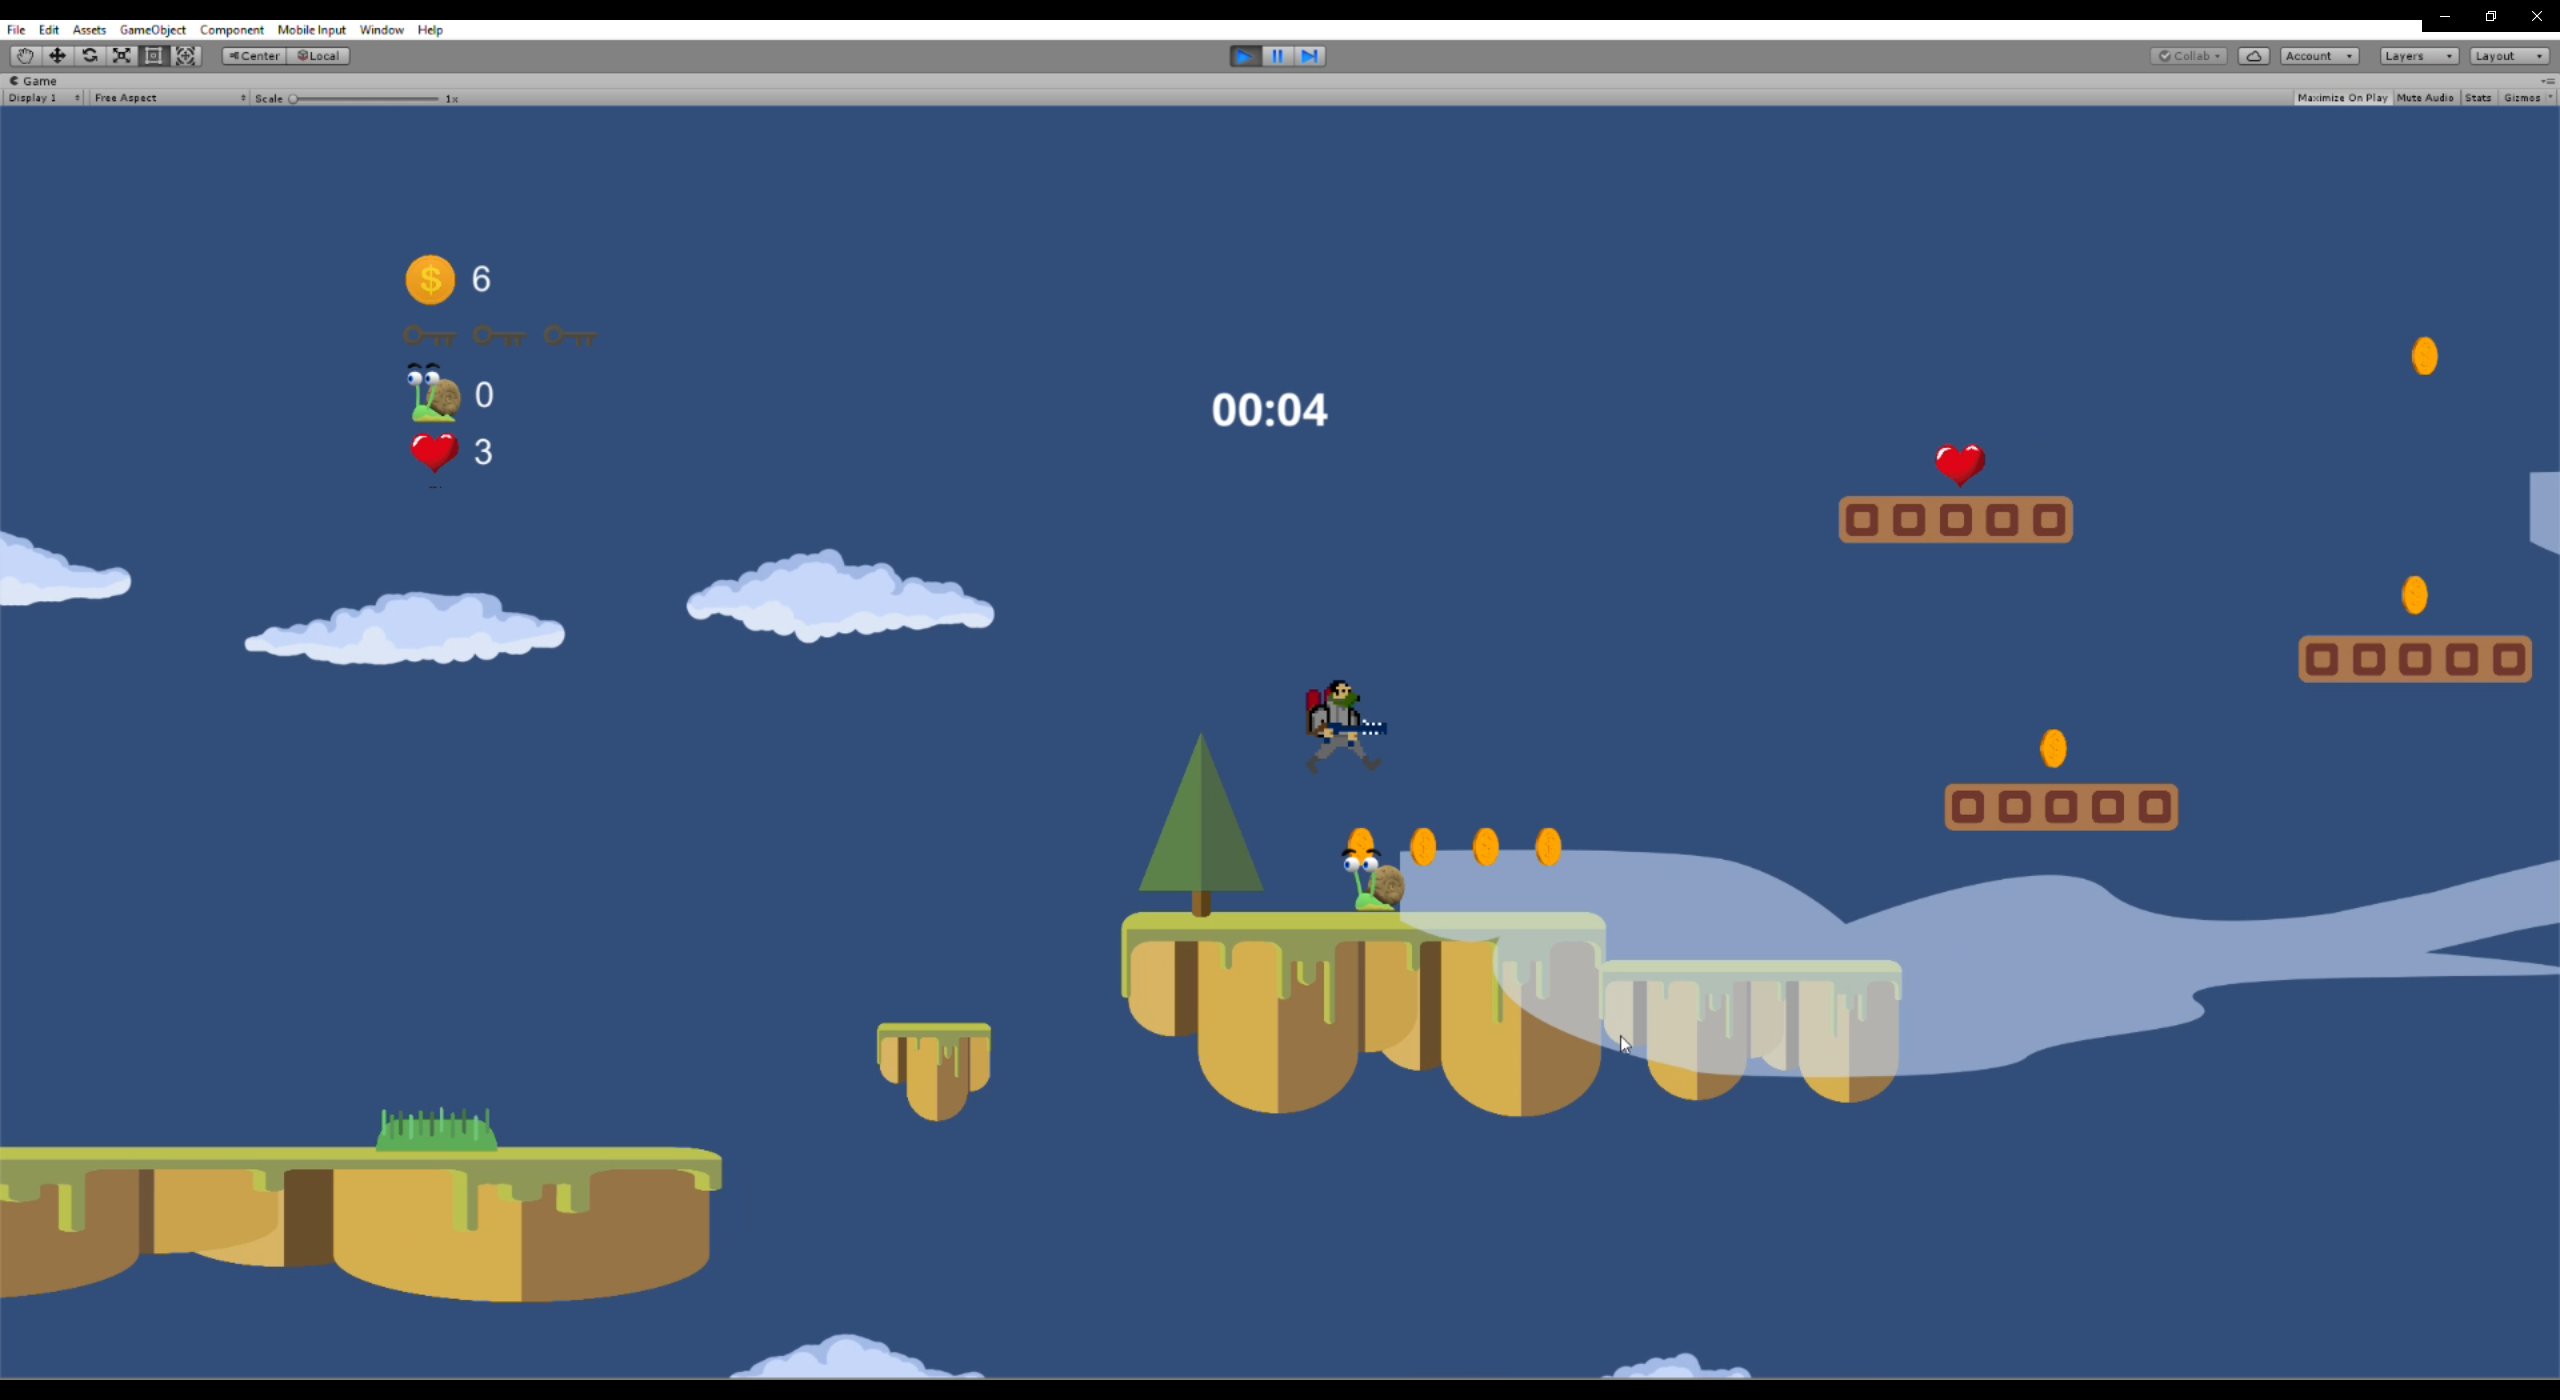 File Edit Assets GameObject Component Mobile Input Window Help
Center Local Collab Account Layers Layout
Game
Display 1 Free Aspect Scale 1x Maximize On Play Mute Audio Stats Gizmos
$ 6
0
00:04
3